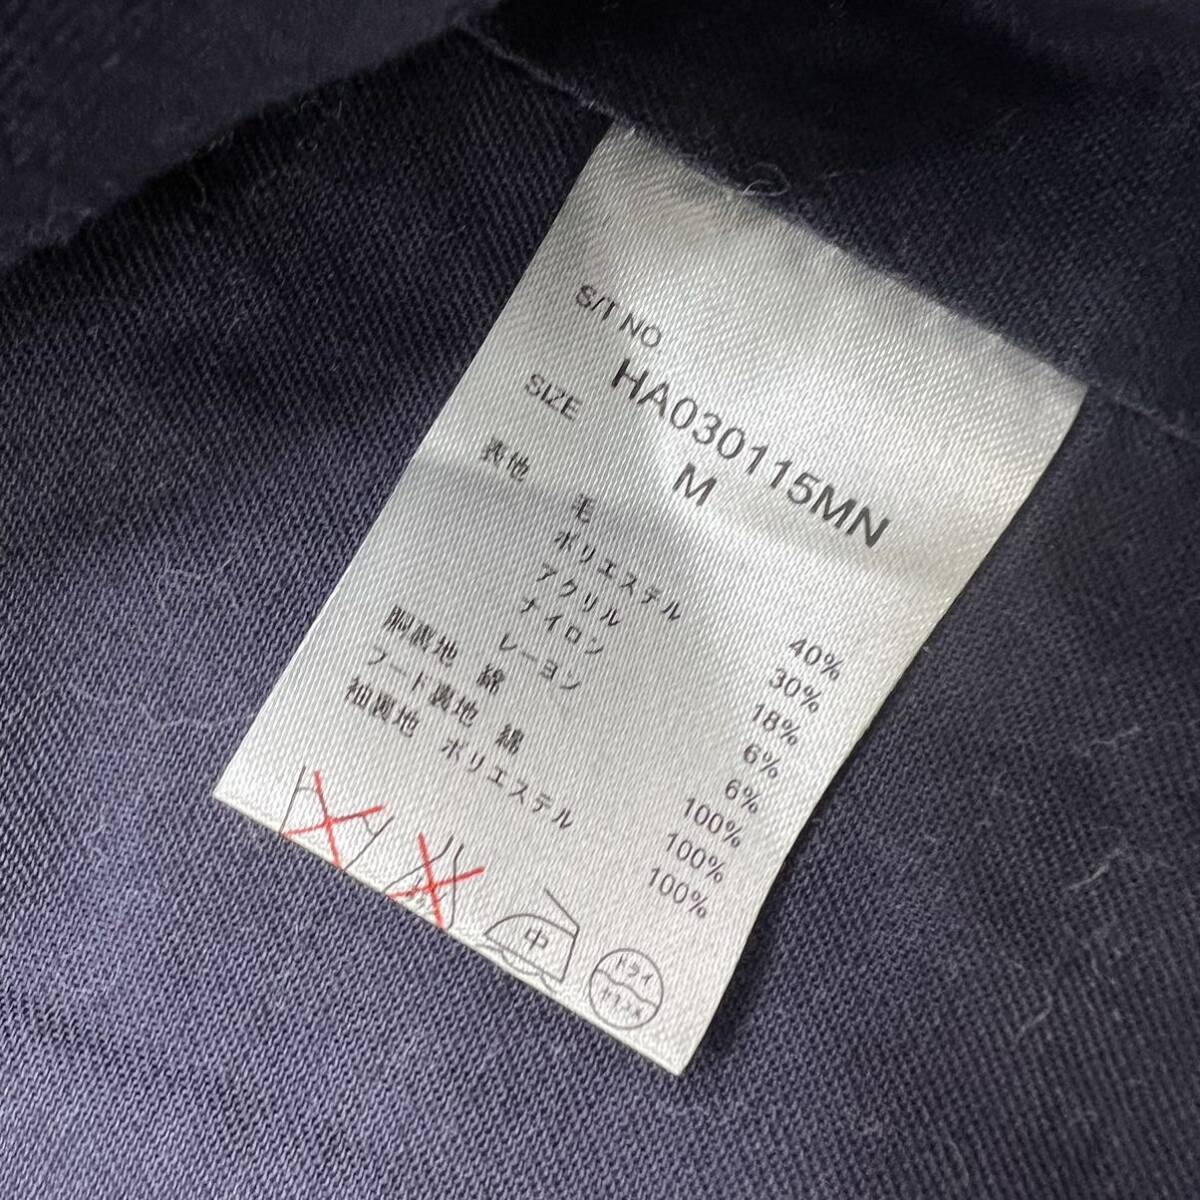 S/T NO.
HA030115MN
SIZE M
表地 毛 40%
ポリエステル 30%
アクリル 18%
ナイロン 6%
レーヨン 6%
胴裏地 綿 100%
フード裏地 綿 100%
袖裏地 ポリエステル 100%
中
ドライ